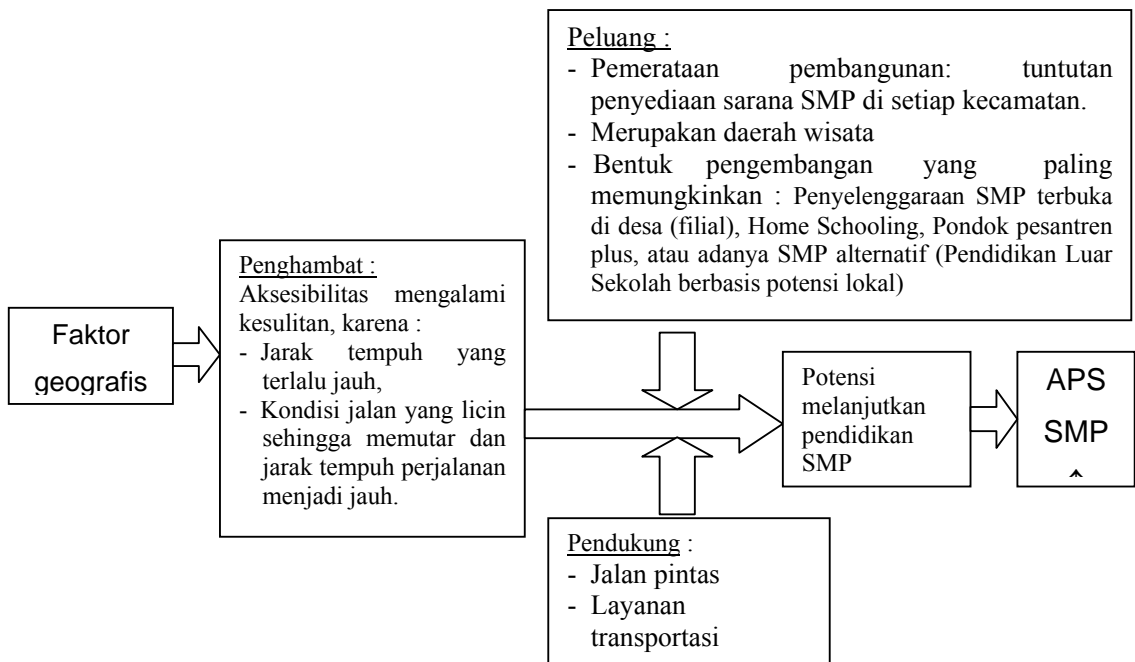 Peluang :
- Pemerataan pembangunan: tuntutan
penyediaan sarana SMP di setiap kecamatan.
- Merupakan daerah wisata
- Bentuk pengembangan yang paling
memungkinkan : Penyelenggaraan SMP terbuka
di desa (filial), Home Schooling, Pondok pesantren
plus, atau adanya SMP alternatif (Pendidikan Luar
Sekolah berbasis potensi lokal)
Faktor
geografis
Penghambat :
Aksesibilitas mengalami
kesulitan, karena :
- Jarak tempuh yang
terlalu jauh,
- Kondisi jalan yang licin
sehingga memutar dan
jarak tempuh perjalanan
menjadi jauh.
Potensi
melanjutkan
pendidikan
SMP
APS
SMP
Pendukung :
- Jalan pintas
- Layanan
transportasi